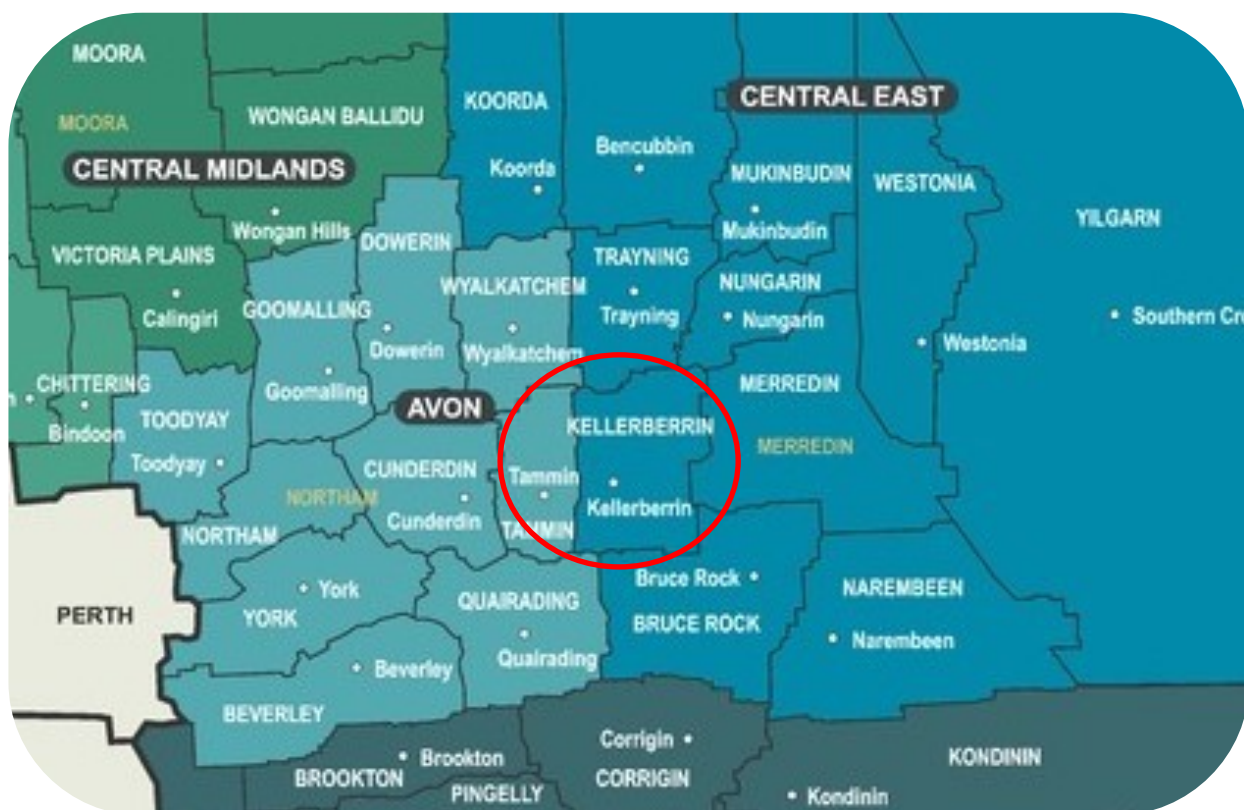 MOORA
MOORA
WONGAN BALLIDU
KOORDA
CENTRAL EAST
CENTRAL MIDLANDS
Koorda
Bencubbin
MUKINBUDIN
WESTONIA
YILGARN
Wongan Hills
DOWERIN
Mukinbudin
VICTORIA PLAINS
TRAYNING
NUNGARIN
WYALKATCHEM
GOOMALLING
Calingiri
Trayning
Nungarin
Southern Cro
Dowerin
Wyalkatchem
Westonia
CHITTERING
Goomalling
MERREDIN
n
AVON
Bindoon
TOODYAY
KELLERBERRIN
MERREDIN
Toodyay
CUNDERDIN
Tammin
NORTHAM
Kellerberrin
Cunderdin
NORTHAM
TAMMIN
York
Bruce Rock
NAREMBEEN
PERTH
YORK
QUAIRADING
BRUCE ROCK
Narembeen
Quairading
Beverley
BEVERLEY
Corrigin
Brookton
KONDININ
BROOKTON
CORRIGIN
PINGELLY
Kondinin